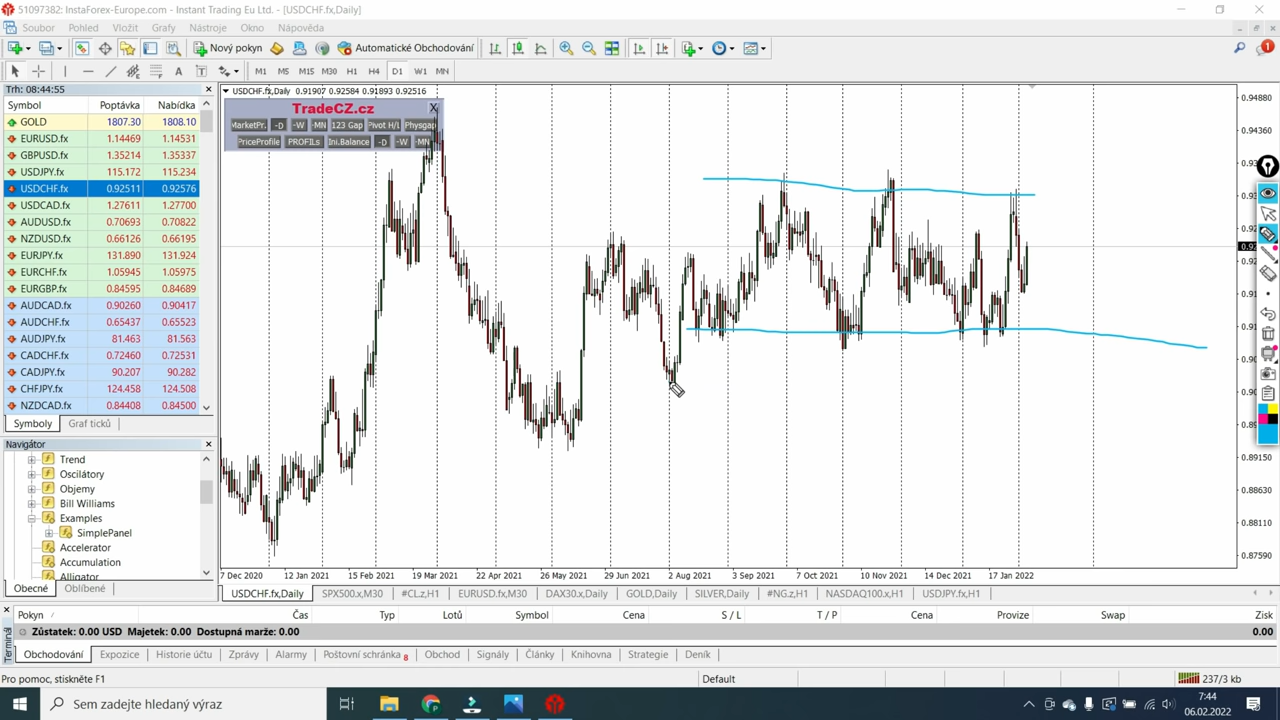 51097382: InstaForex-Europe.com - Instant Trading Eu Ltd. - [USDCHF.fx,Daily]
Soubor Pohled Vložit Grafy Nástroje Okno Nápověda
Nový pokyn Automatické Obchodování 1
A T M1 M5 M15 M30 H1 H4 D1 W1 MN
Trh: 08:44:55
Symbol Poptávka Nabídka
GOLD 1807.30 1808.10
EURUSD.fx 1.14469 1.14531
GBPUSD.fx 1.35214 1.35337
USDJPY.fx 115.172 115.234
USDCHF.fx 0.92511 0.92576
USDCAD.fx 1.27611 1.27700
AUDUSD.fx 0.70693 0.70822
NZDUSD.fx 0.66126 0.66195
EURJPY.fx 131.890 131.924
EURCHF.fx 1.05945 1.05975
EURGBP.fx 0.84585 0.84689
AUDCAD.fx 0.90260 0.90417
AUDCHF.fx 0.65437 0.65523
AUDJPY.fx 81.463 81.563
CADCHF.fx 0.72460 0.72531
CADJPY.fx 90.207 90.282
CHFJPY.fx 124.458 124.508
NZDCAD.fx 0.84408 0.84500
Symboly Graf ticků
Navigátor
Trend
Oscilátory
Objemy
Bill Williams
Examples
SimplePanel
Accelerator
Accumulation
Alligator
Obecné Oblíbené
USDCHF.fx,Daily 0.91907 0.92584 0.91893 0.92516
TradeCZ.cz X
MarketPr. -D -W -MN 123 Gap Pivot H/L Physgap
PriceProfile PROFILs Ini.Balance -D -W -MN
0.94880
0.94360
0.89150
0.88630
0.88110
0.87590
7 Dec 2020 12 Jan 2021 15 Feb 2021 19 Mar 2021 22 Apr 2021 26 May 2021 29 Jun 2021 2 Aug 2021 3 Sep 2021 7 Oct 2021 10 Nov 2021 14 Dec 2021 17 Jan 2022
USDCHF.fx,Daily SPX500.x,M30 #CL.z,H1 EURUSD.fx,M30 DAX30.x,Daily GOLD,Daily SILVER,Daily #NG.z,H1 NASDAQ100.x,H1 USDJPY.fx,H1
Pokyn Čas Typ Lotů Symbol Cena S / L T / P Cena Provize Swap Zisk
Zůstatek: 0.00 USD Majetek: 0.00 Dostupná marže: 0.00 0.00
Terminál
Obchodování Expozice Historie účtu Zprávy Alarmy Poštovní schránka 8 Obchod Signály Články Knihovna Strategie Deník
Pro pomoc, stiskněte F1 Default 237/3 kb
Sem zadejte hledaný výraz
7:44
06.02.2022